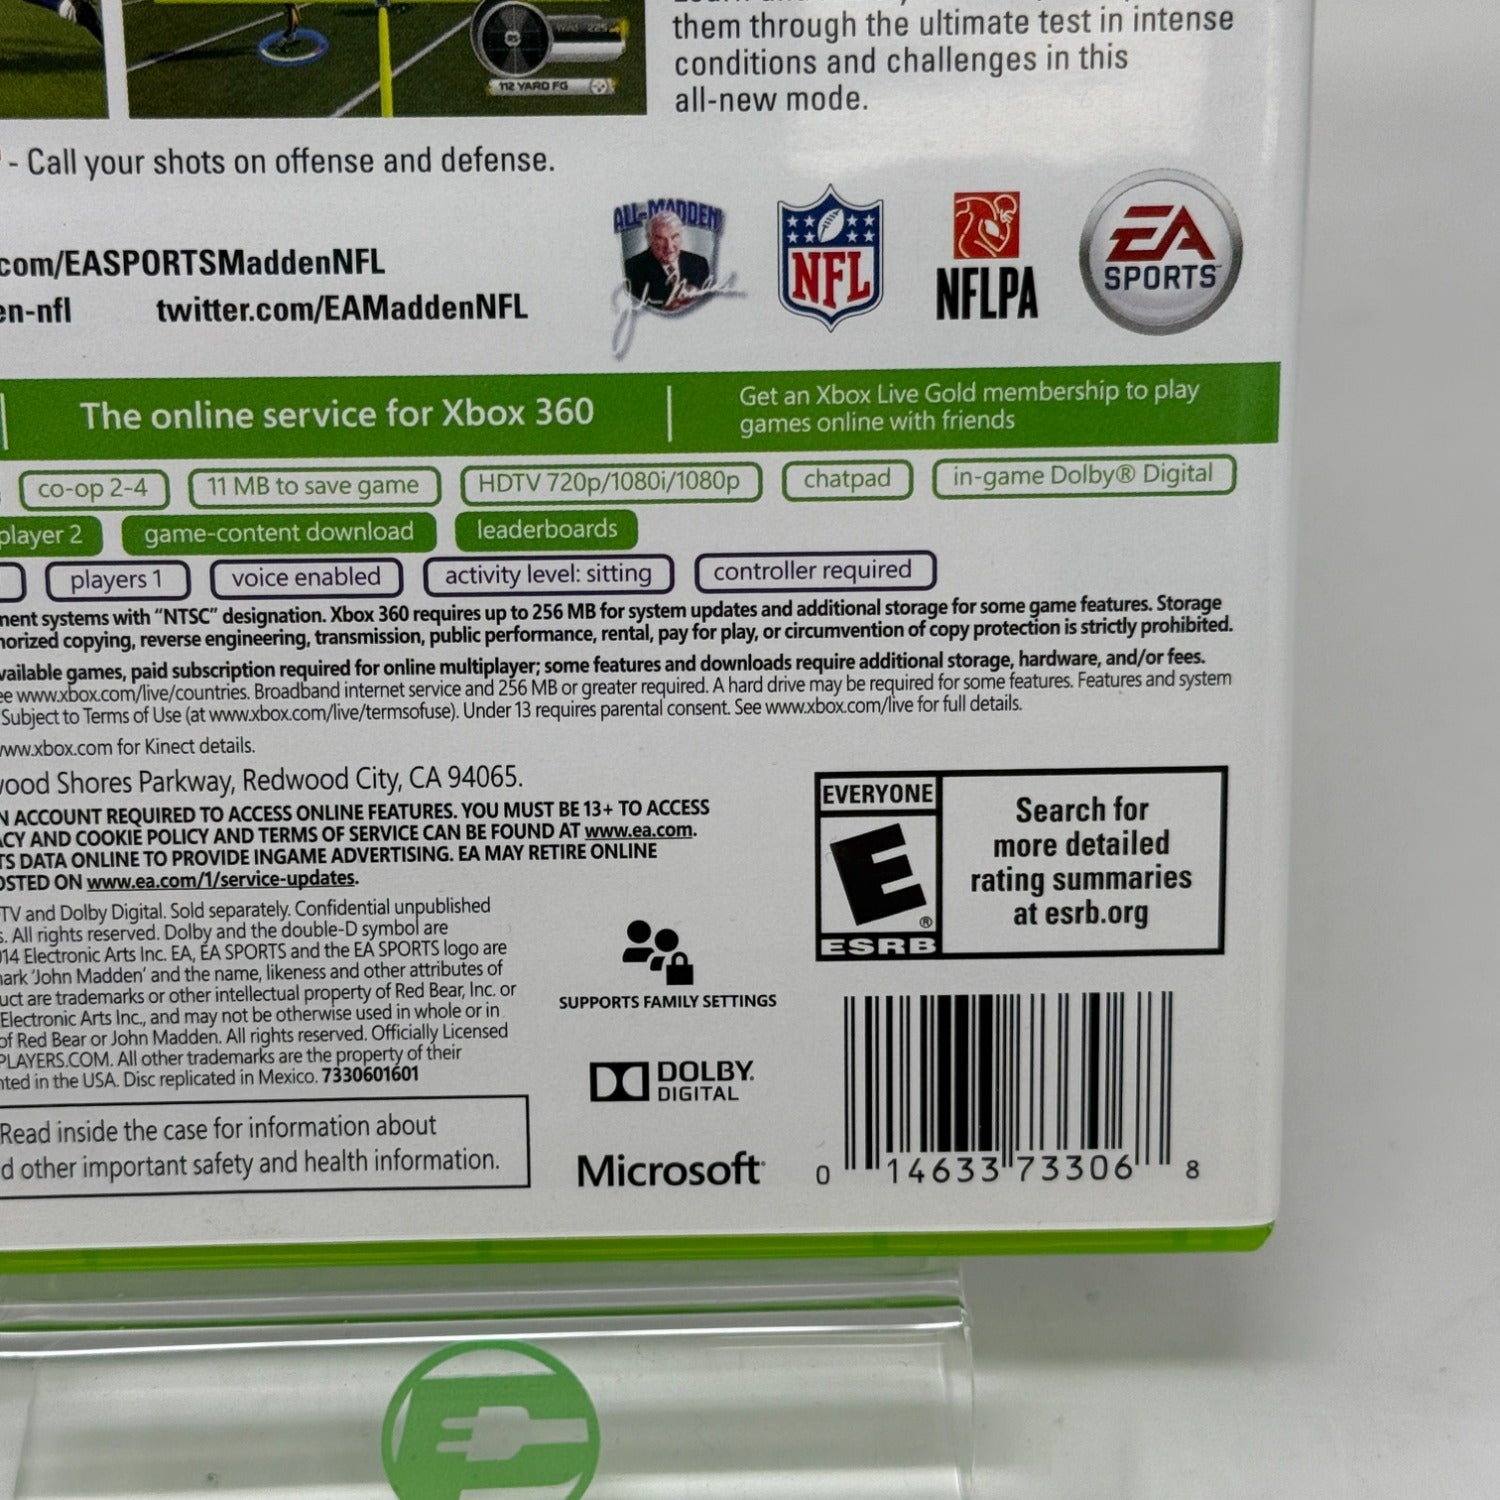 them through the ultimate test in intense
conditions and challenges in this
all-new mode.
112 YARD FG
- Call your shots on offense and defense.
ALL-MADDEN
John Madden
NFL
NFLPA
EA
SPORTS
com/EASPORTSMaddenNFL
en-nfl twitter.com/EAMaddenNFL
The online service for Xbox 360
Get an Xbox Live Gold membership to play
games online with friends
co-op 2-4 11 MB to save game HDTV 720p/1080i/1080p chatpad in-game Dolby® Digital
player 2 game-content download leaderboards
players 1 voice enabled activity level: sitting controller required
ment systems with “NTSC” designation. Xbox 360 requires up to 256 MB for system updates and additional storage for some game features. Storage
horized copying, reverse engineering, transmission, public performance, rental, pay for play, or circumvention of copy protection is strictly prohibited.
vailable games, paid subscription required for online multiplayer; some features and downloads require additional storage, hardware, and/or fees.
ee www.xbox.com/live/countries. Broadband internet service and 256 MB or greater required. A hard drive may be required for some features. Features and system
Subject to Terms of Use (at www.xbox.com/live/termsofuse). Under 13 requires parental consent. See www.xbox.com/live for full details.
www.xbox.com for Kinect details.
wood Shores Parkway, Redwood City, CA 94065.
N ACCOUNT REQUIRED TO ACCESS ONLINE FEATURES. YOU MUST BE 13+ TO ACCESS
ACY AND COOKIE POLICY AND TERMS OF SERVICE CAN BE FOUND AT www.ea.com.
TS DATA ONLINE TO PROVIDE INGAME ADVERTISING. EA MAY RETIRE ONLINE
OSTED ON www.ea.com/1/service-updates.
TV and Dolby Digital. Sold separately. Confidential unpublished
s. All rights reserved. Dolby and the double-D symbol are
014 Electronic Arts Inc. EA, EA SPORTS and the EA SPORTS logo are
mark ‘John Madden’ and the name, likeness and other attributes of
uct are trademarks or other intellectual property of Red Bear, Inc. or
Electronic Arts Inc., and may not be otherwise used in whole or in
of Red Bear or John Madden. All rights reserved. Officially Licensed
PLAYERS.COM. All other trademarks are the property of their
nted in the USA. Disc replicated in Mexico. 7330601601
Read inside the case for information about
d other important safety and health information.
SUPPORTS FAMILY SETTINGS
DOLBY.
DIGITAL
Microsoft
EVERYONE
E
®
ESRB
Search for
more detailed
rating summaries
at esrb.org
0 14633 73306 8